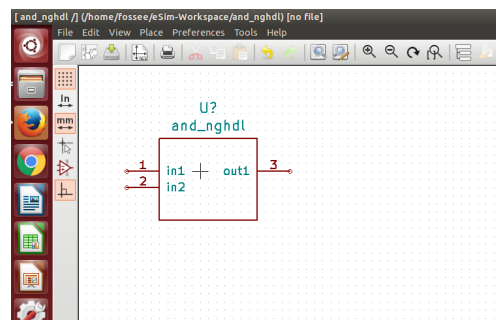 [ and_nghdl /] (/home/fossee/eSim-Workspace/and_nghdl) [no file]
File Edit View Place Preferences Tools Help
In
mm
U?
and_nghdl
1 in1 out1 3
2 in2